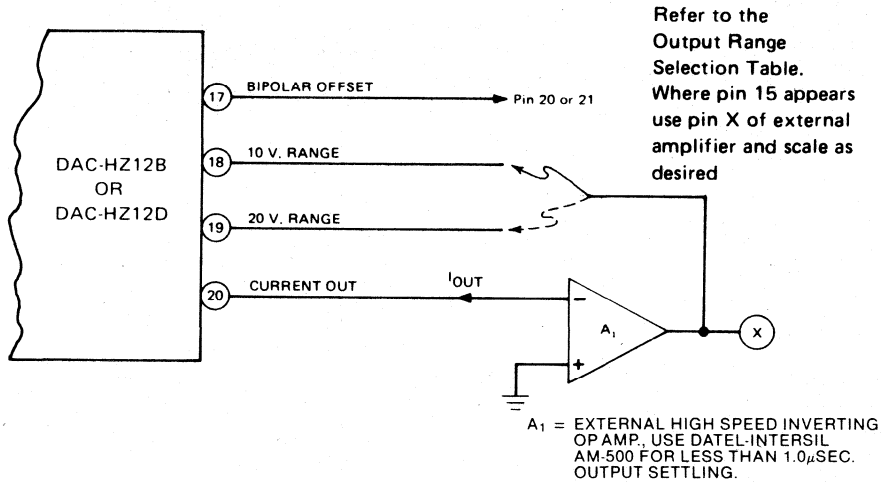 Refer to the
Output Range
Selection Table.
Where pin 15 appears
use pin X of external
amplifier and scale as
desired
17 BIPOLAR OFFSET Pin 20 or 21
18 10 V. RANGE
DAC-HZ12B
OR
DAC-HZ12D
19 20 V. RANGE
20 CURRENT OUT IOUT
−
A1
+
X
A1 = EXTERNAL HIGH SPEED INVERTING
OP AMP., USE DATEL-INTERSIL
AM-500 FOR LESS THAN 1.0μSEC.
OUTPUT SETTLING.